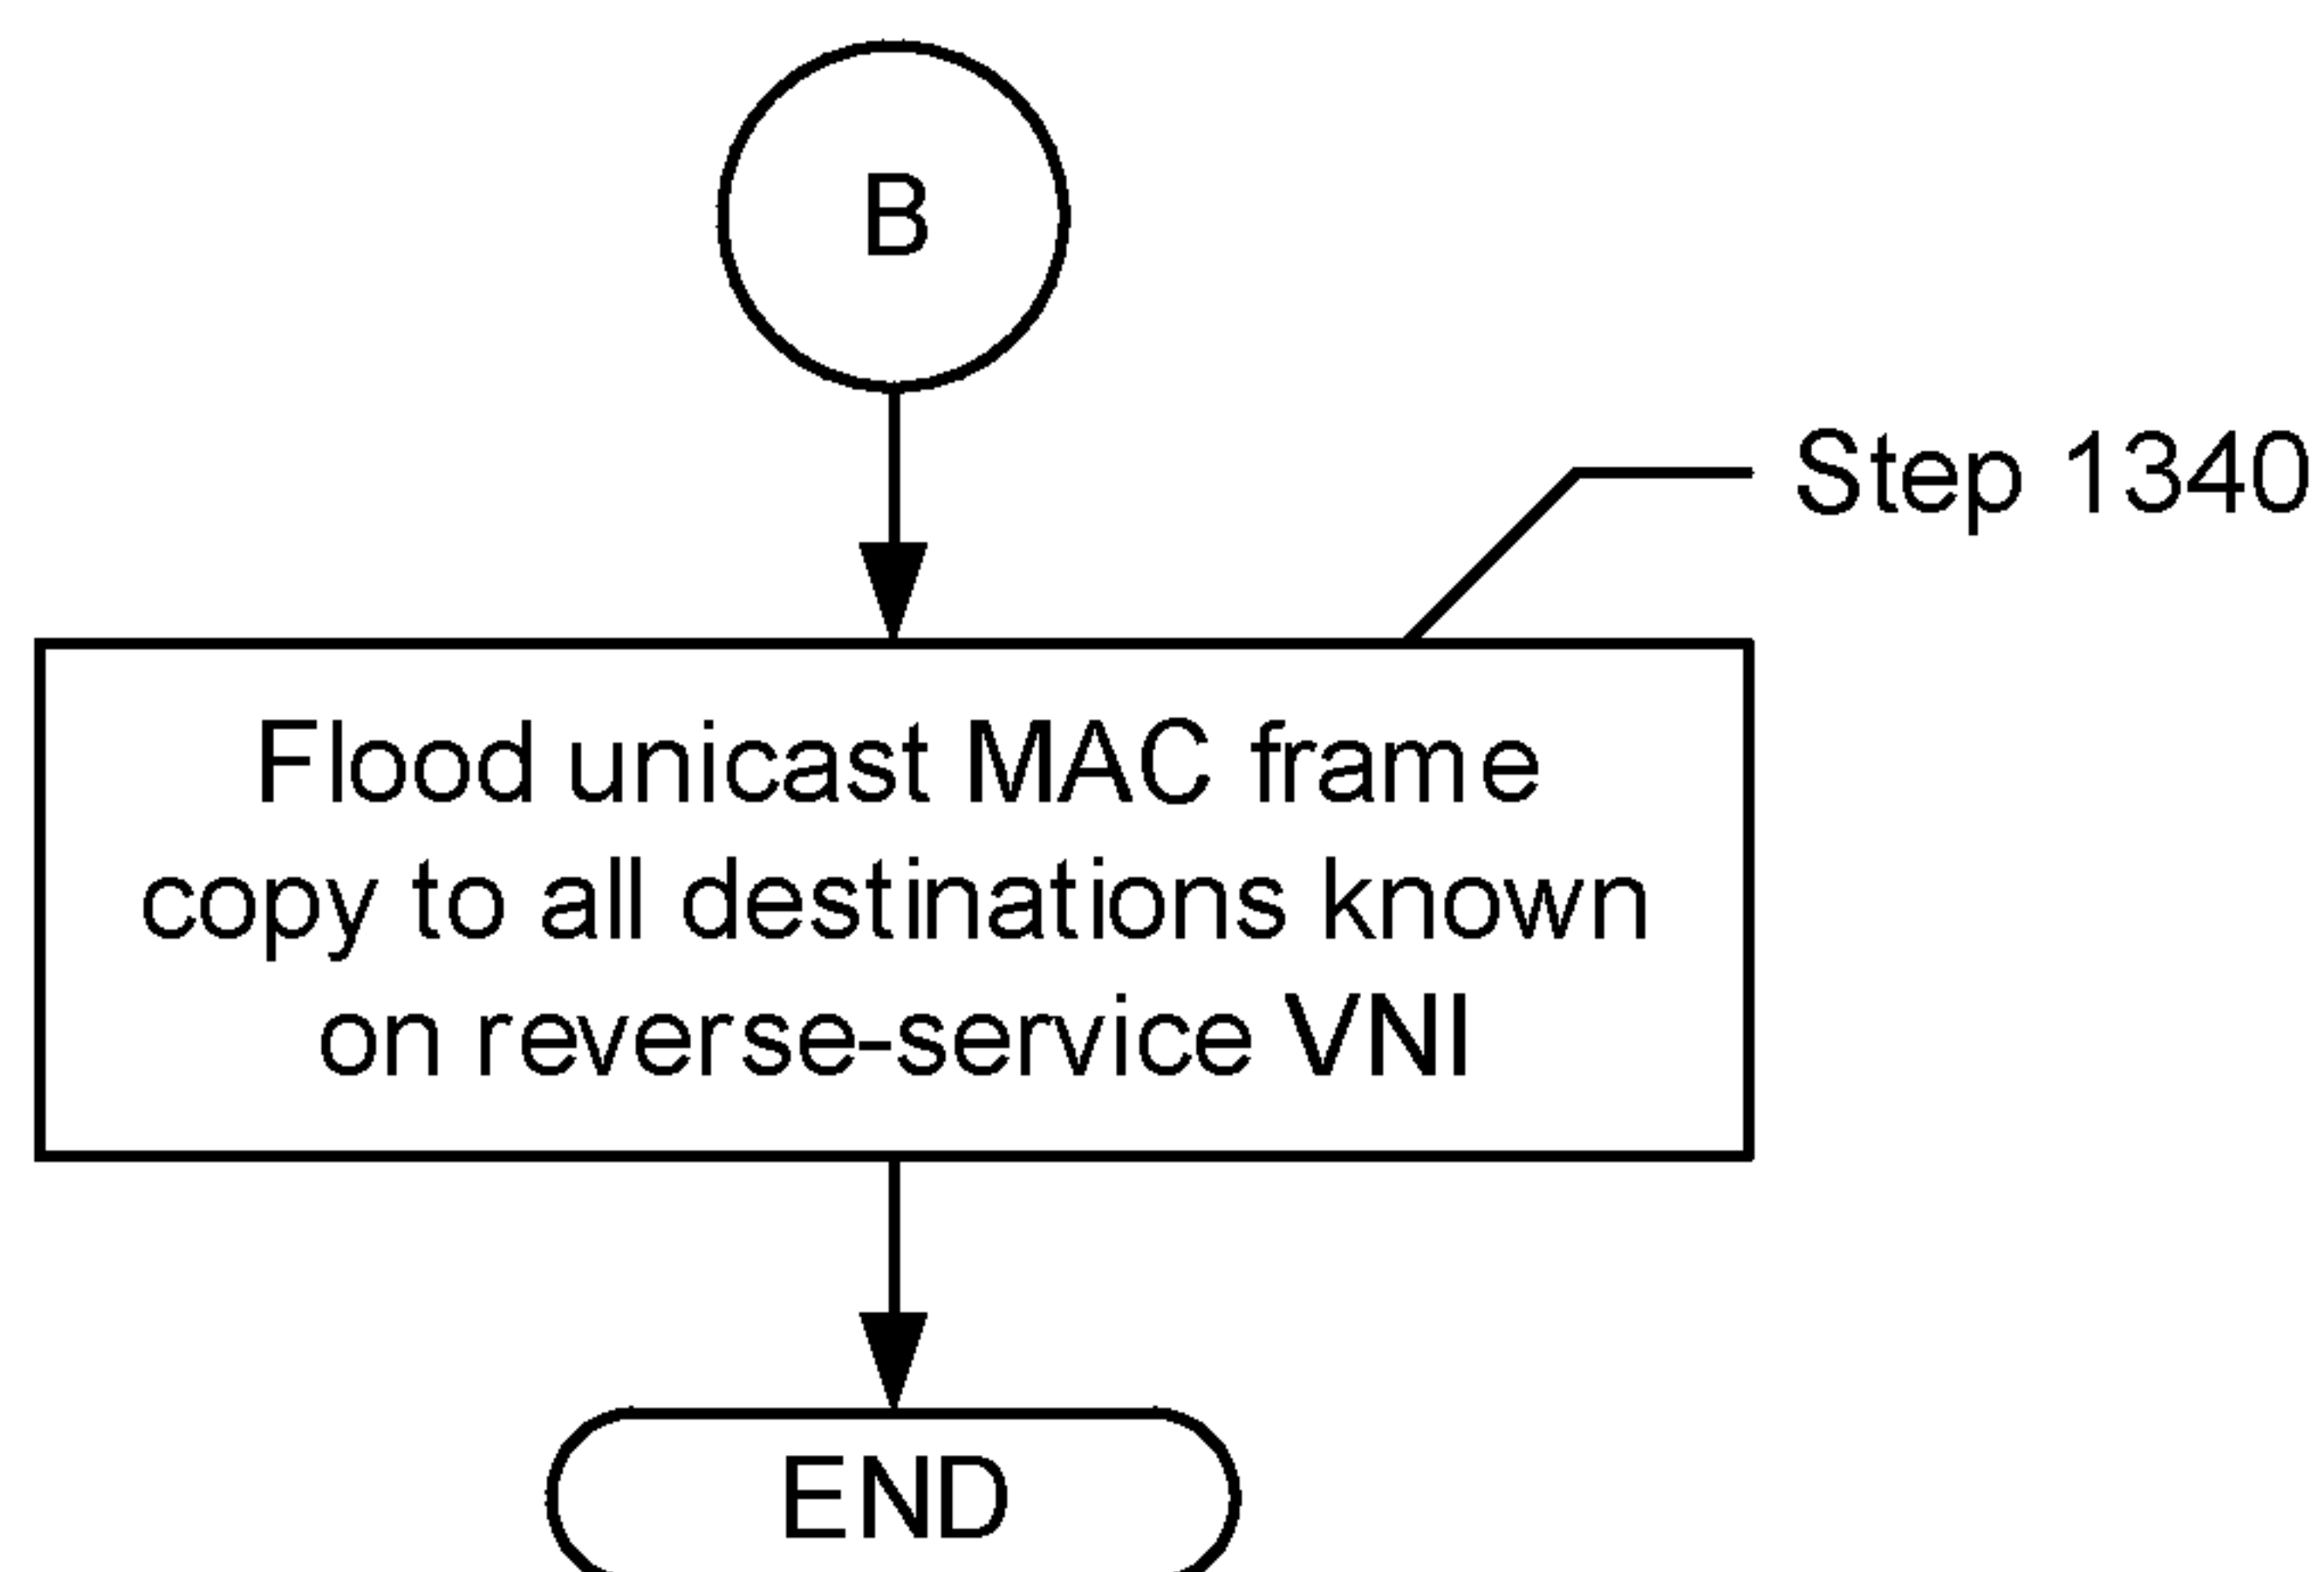 B
Step 1340
Flood unicast MAC frame
copy to all destinations known
on reverse-service VNI
END